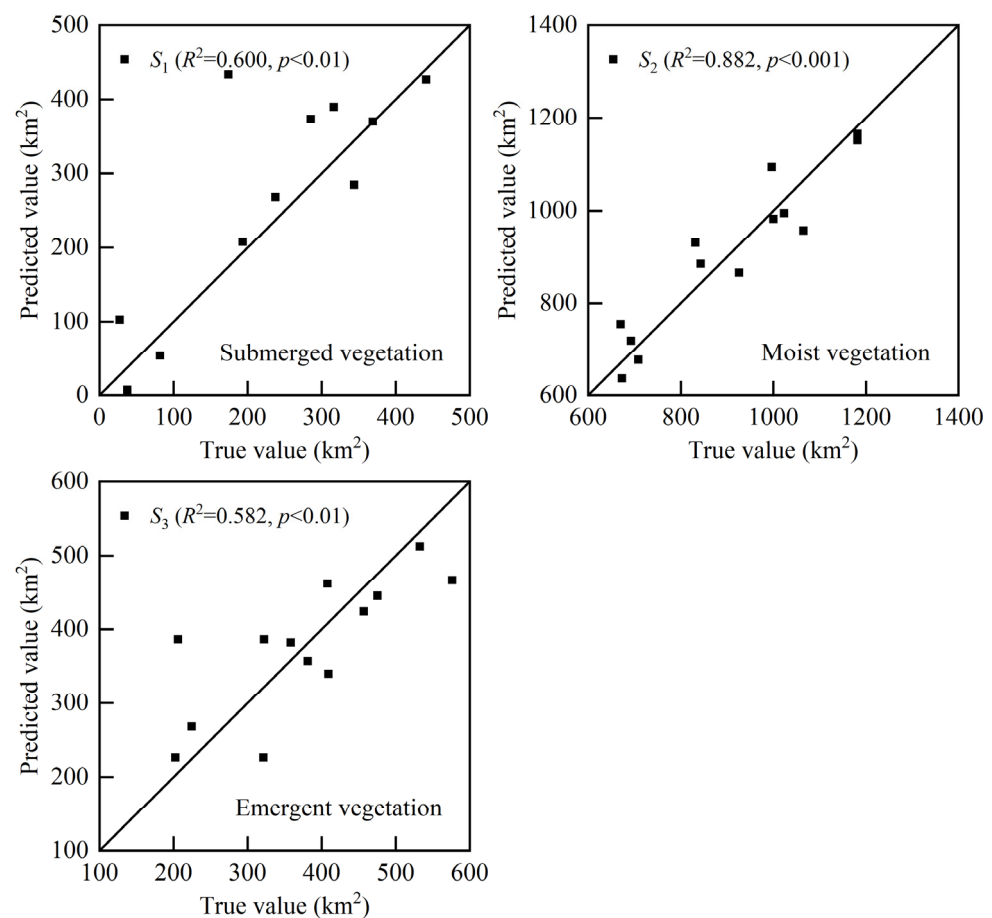 500
400
300
200
100
0
Predicted value (km²)
S₁ (R²=0.600, p<0.01)
Submerged vegetation
0 100 200 300 400 500
True value (km²)
1400
1200
1000
800
600
Predicted value (km²)
S₂ (R²=0.882, p<0.001)
Moist vegetation
600 800 1000 1200 1400
True value (km²)
600
500
400
300
200
100
Predicted value (km²)
S₃ (R²=0.582, p<0.01)
Emergent vegetation
100 200 300 400 500 600
True value (km²)